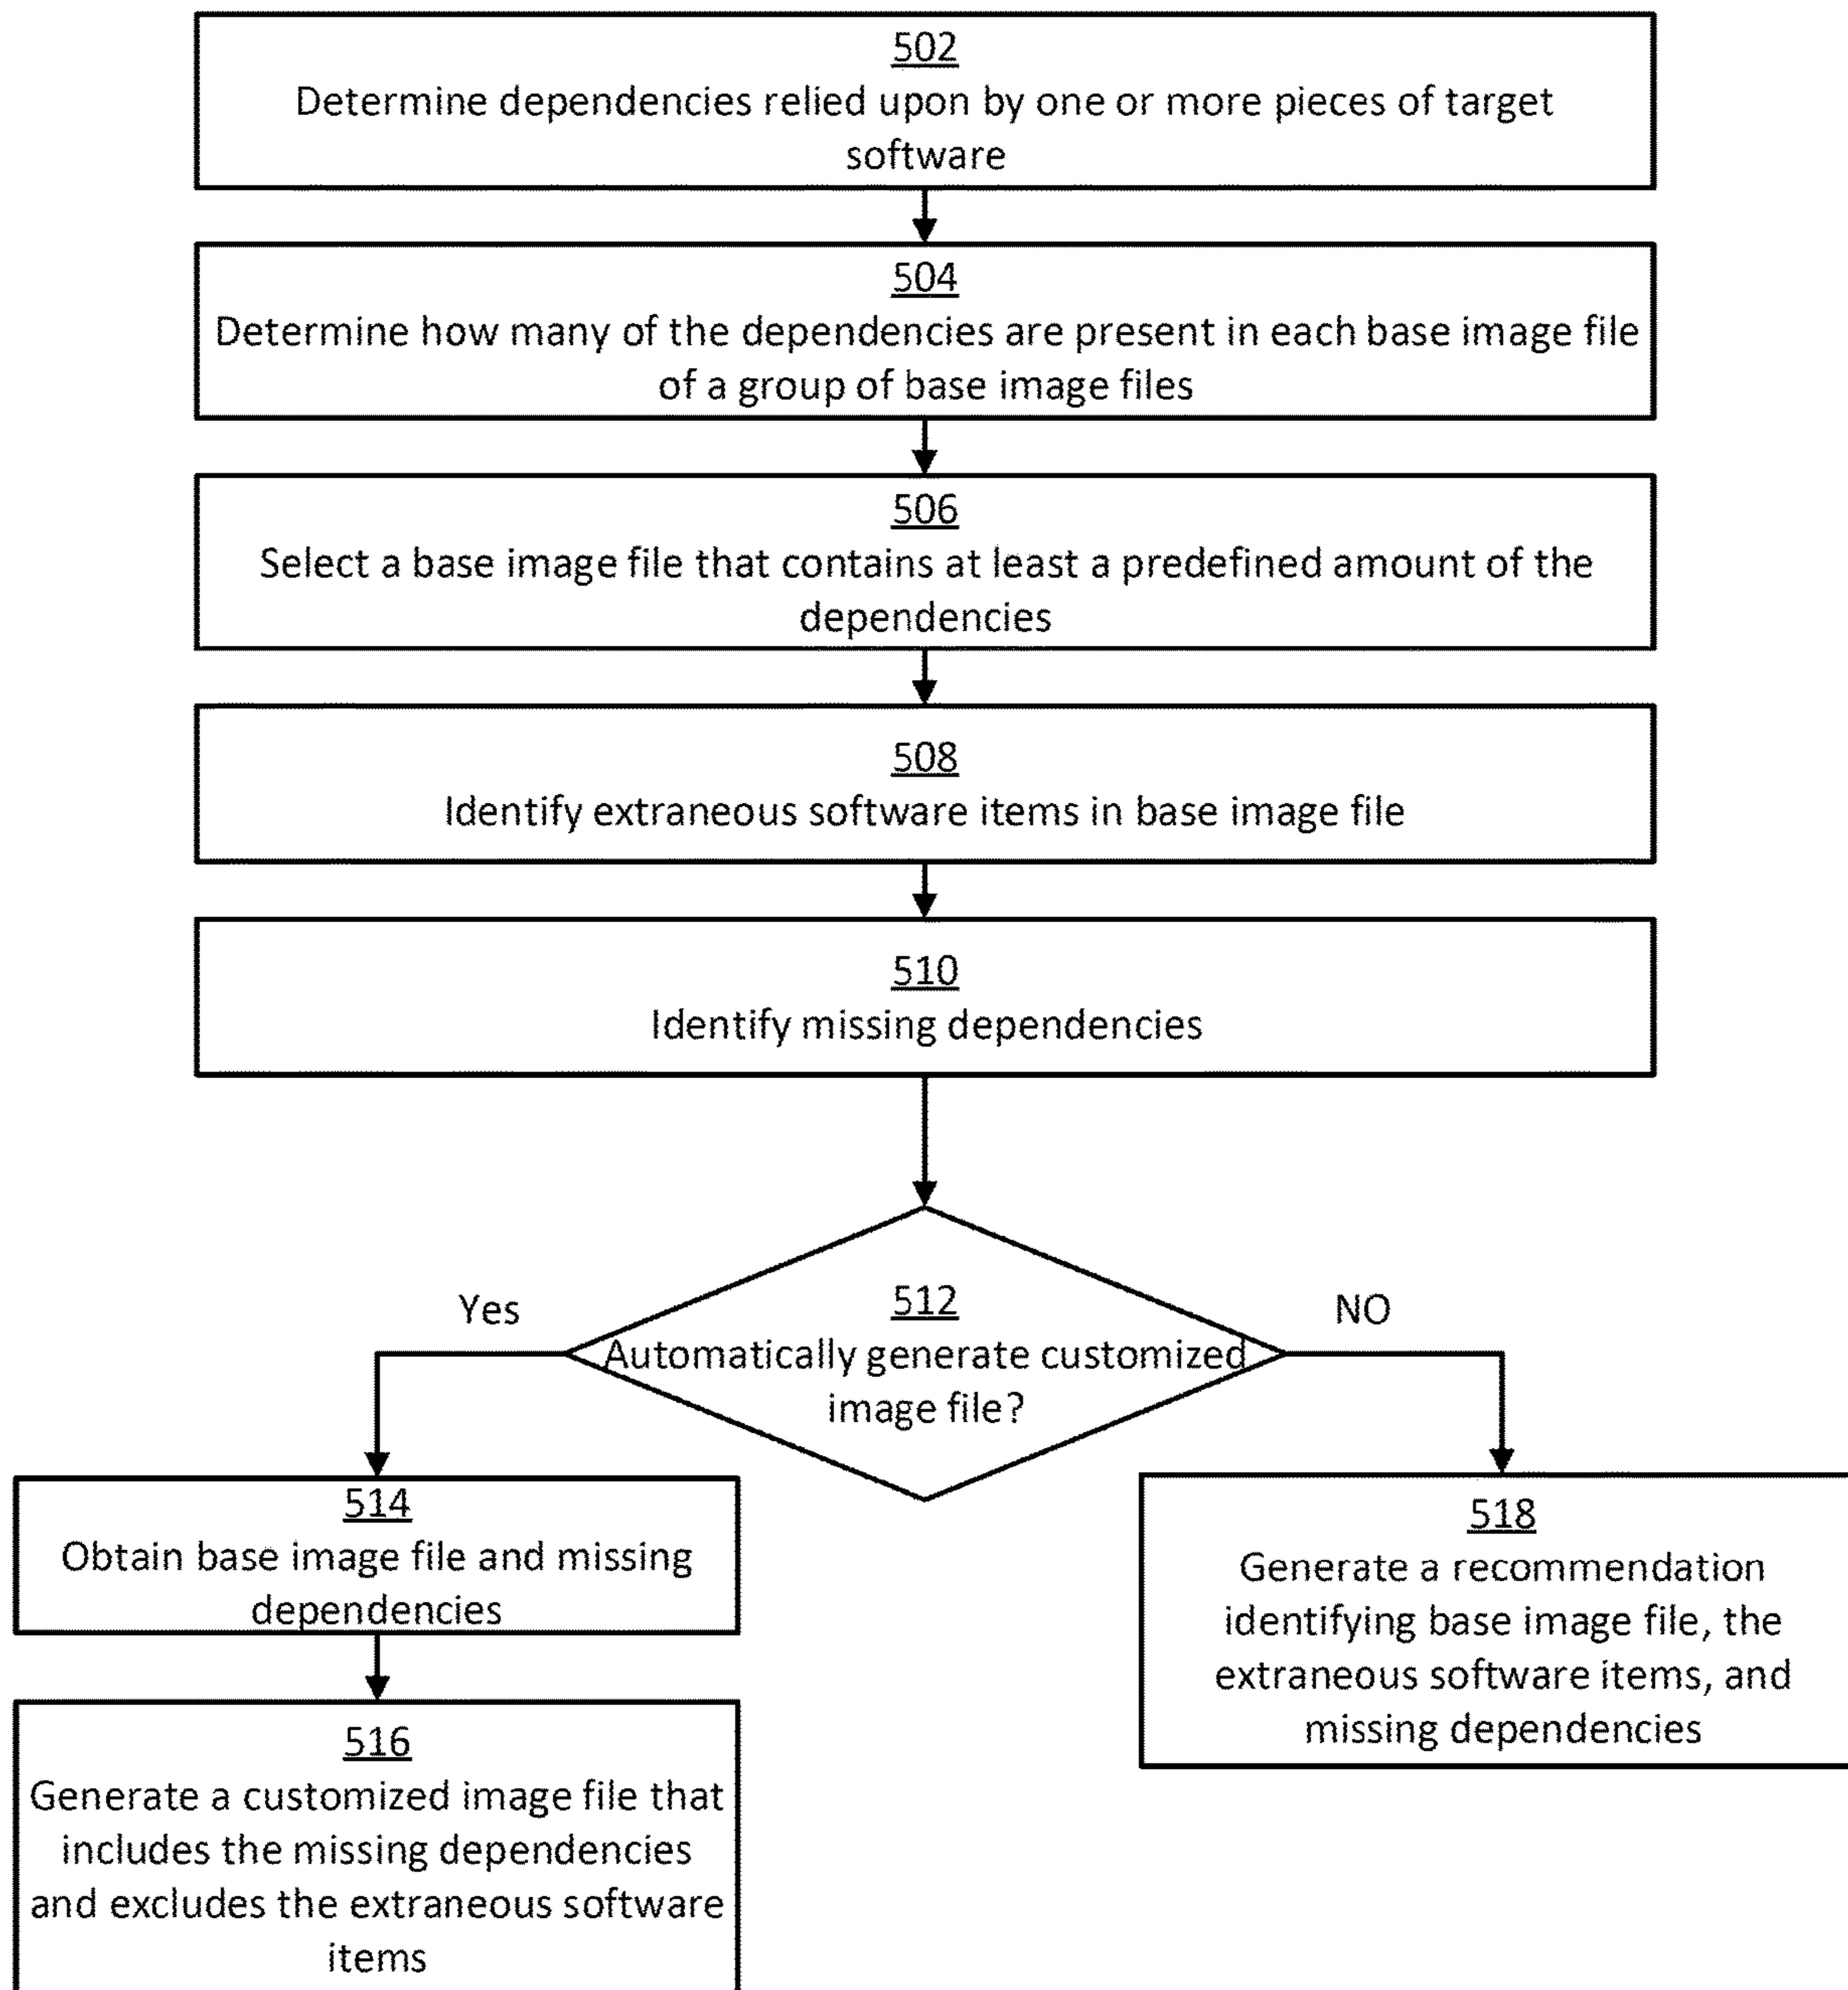 502
Determine dependencies relied upon by one or more pieces of target
software
504
Determine how many of the dependencies are present in each base image file
of a group of base image files
506
Select a base image file that contains at least a predefined amount of the
dependencies
508
Identify extraneous software items in base image file
510
Identify missing dependencies
512
Automatically generate customized
image file?
Yes
NO
514
Obtain base image file and missing
dependencies
516
Generate a customized image file that
includes the missing dependencies
and excludes the extraneous software
items
518
Generate a recommendation
identifying base image file, the
extraneous software items, and
missing dependencies